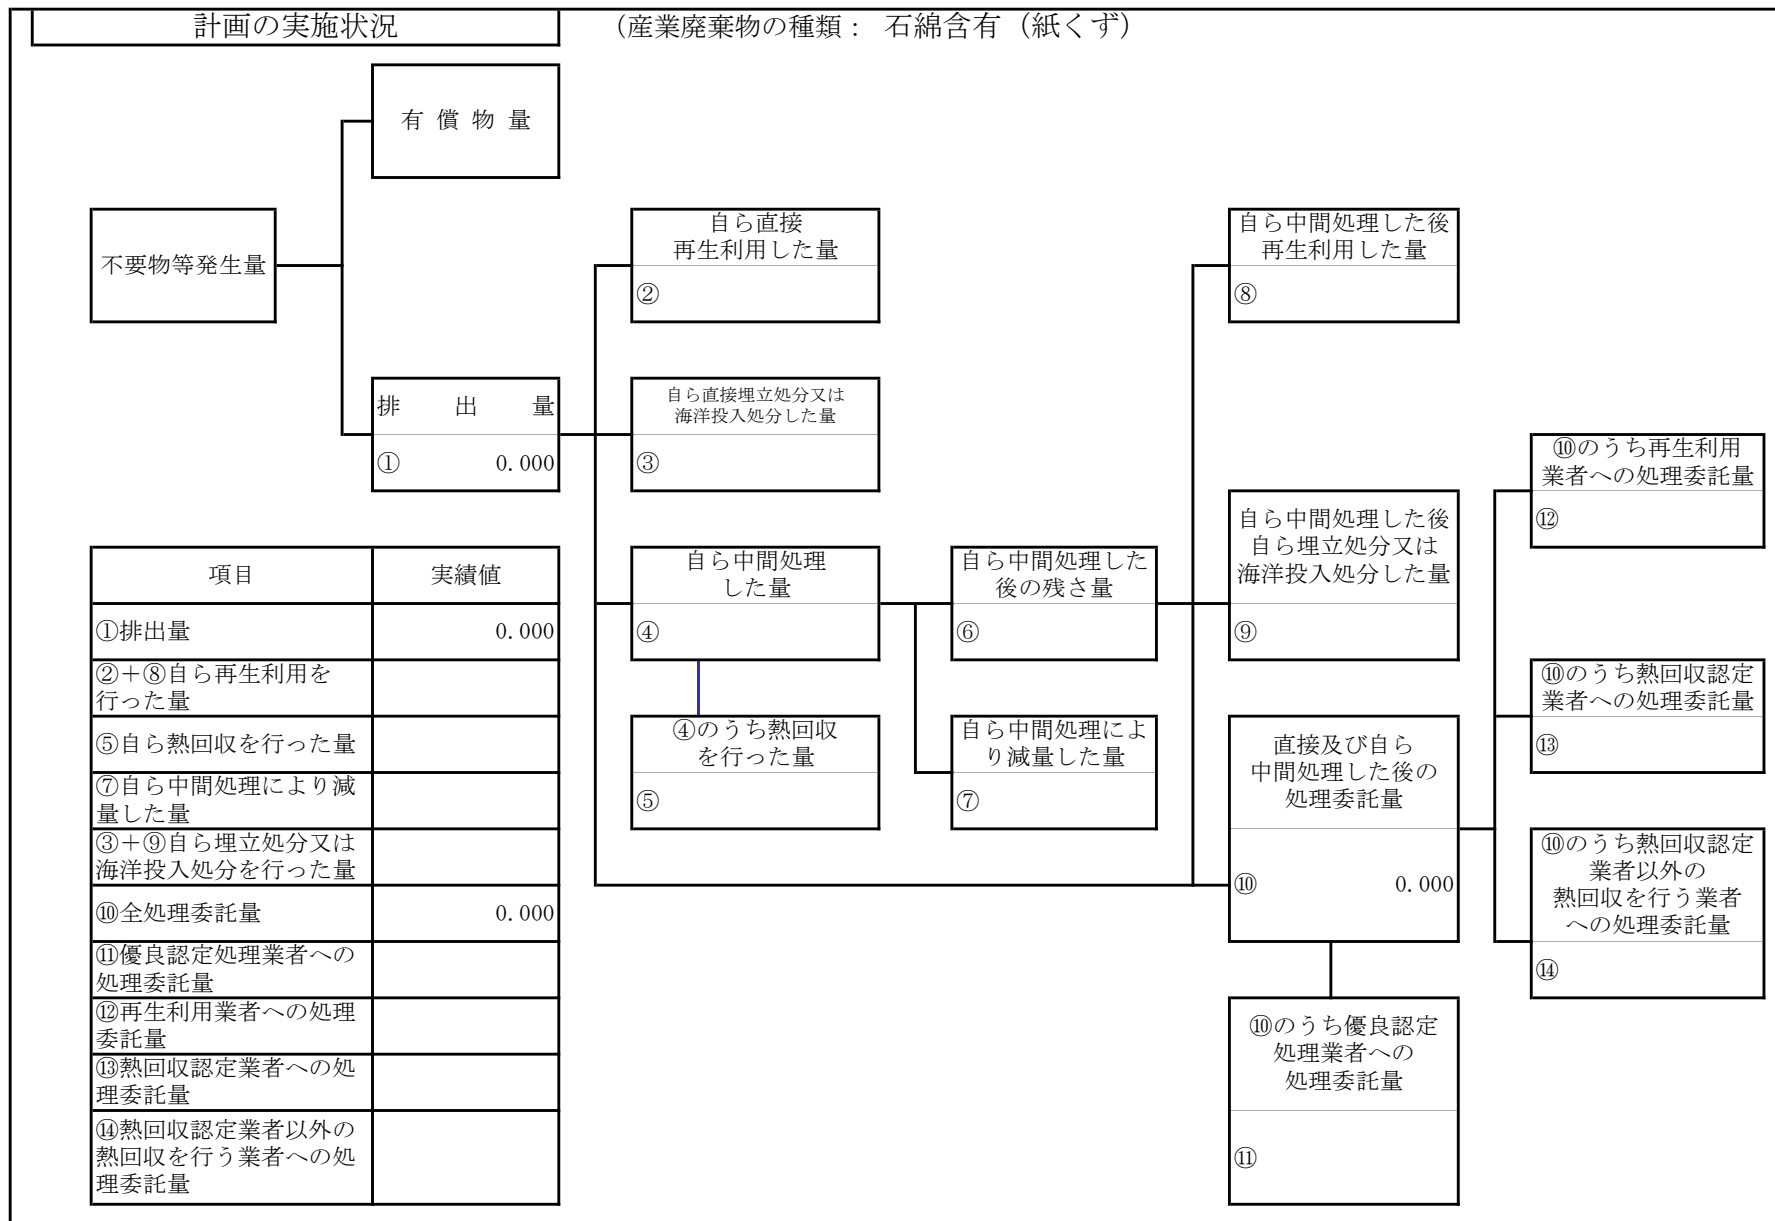 計画の実施状況
（産業廃棄物の種類： 石綿含有（紙くず）
有 償 物 量
不要物等発生量
自ら直接
再生利用した量
②
自ら中間処理した後
再生利用した量
⑧
排 出 量
① 0.000
自ら直接埋立処分又は
海洋投入処分した量
③
⑩のうち再生利用
業者への処理委託量
⑫
自ら中間処理した後
自ら埋立処分又は
海洋投入処分した量
⑨
自ら中間処理
した量
④
自ら中間処理した
後の残さ量
⑥
⑩のうち熱回収認定
業者への処理委託量
⑬
④のうち熱回収
を行った量
⑤
自ら中間処理によ
り減量した量
⑦
直接及び自ら
中間処理した後の
処理委託量
⑩ 0.000
⑩のうち熱回収認定
業者以外の
熱回収を行う業者
への処理委託量
⑭
⑩のうち優良認定
処理業者への
処理委託量
⑪
項目 実績値
①排出量 0.000
②＋⑧自ら再生利用を
行った量
⑤自ら熱回収を行った量
⑦自ら中間処理により減
量した量
③＋⑨自ら埋立処分又は
海洋投入処分を行った量
⑩全処理委託量 0.000
⑪優良認定処理業者への
処理委託量
⑫再生利用業者への処理
委託量
⑬熱回収認定業者への処
理委託量
⑭熱回収認定業者以外の
熱回収を行う業者への処
理委託量